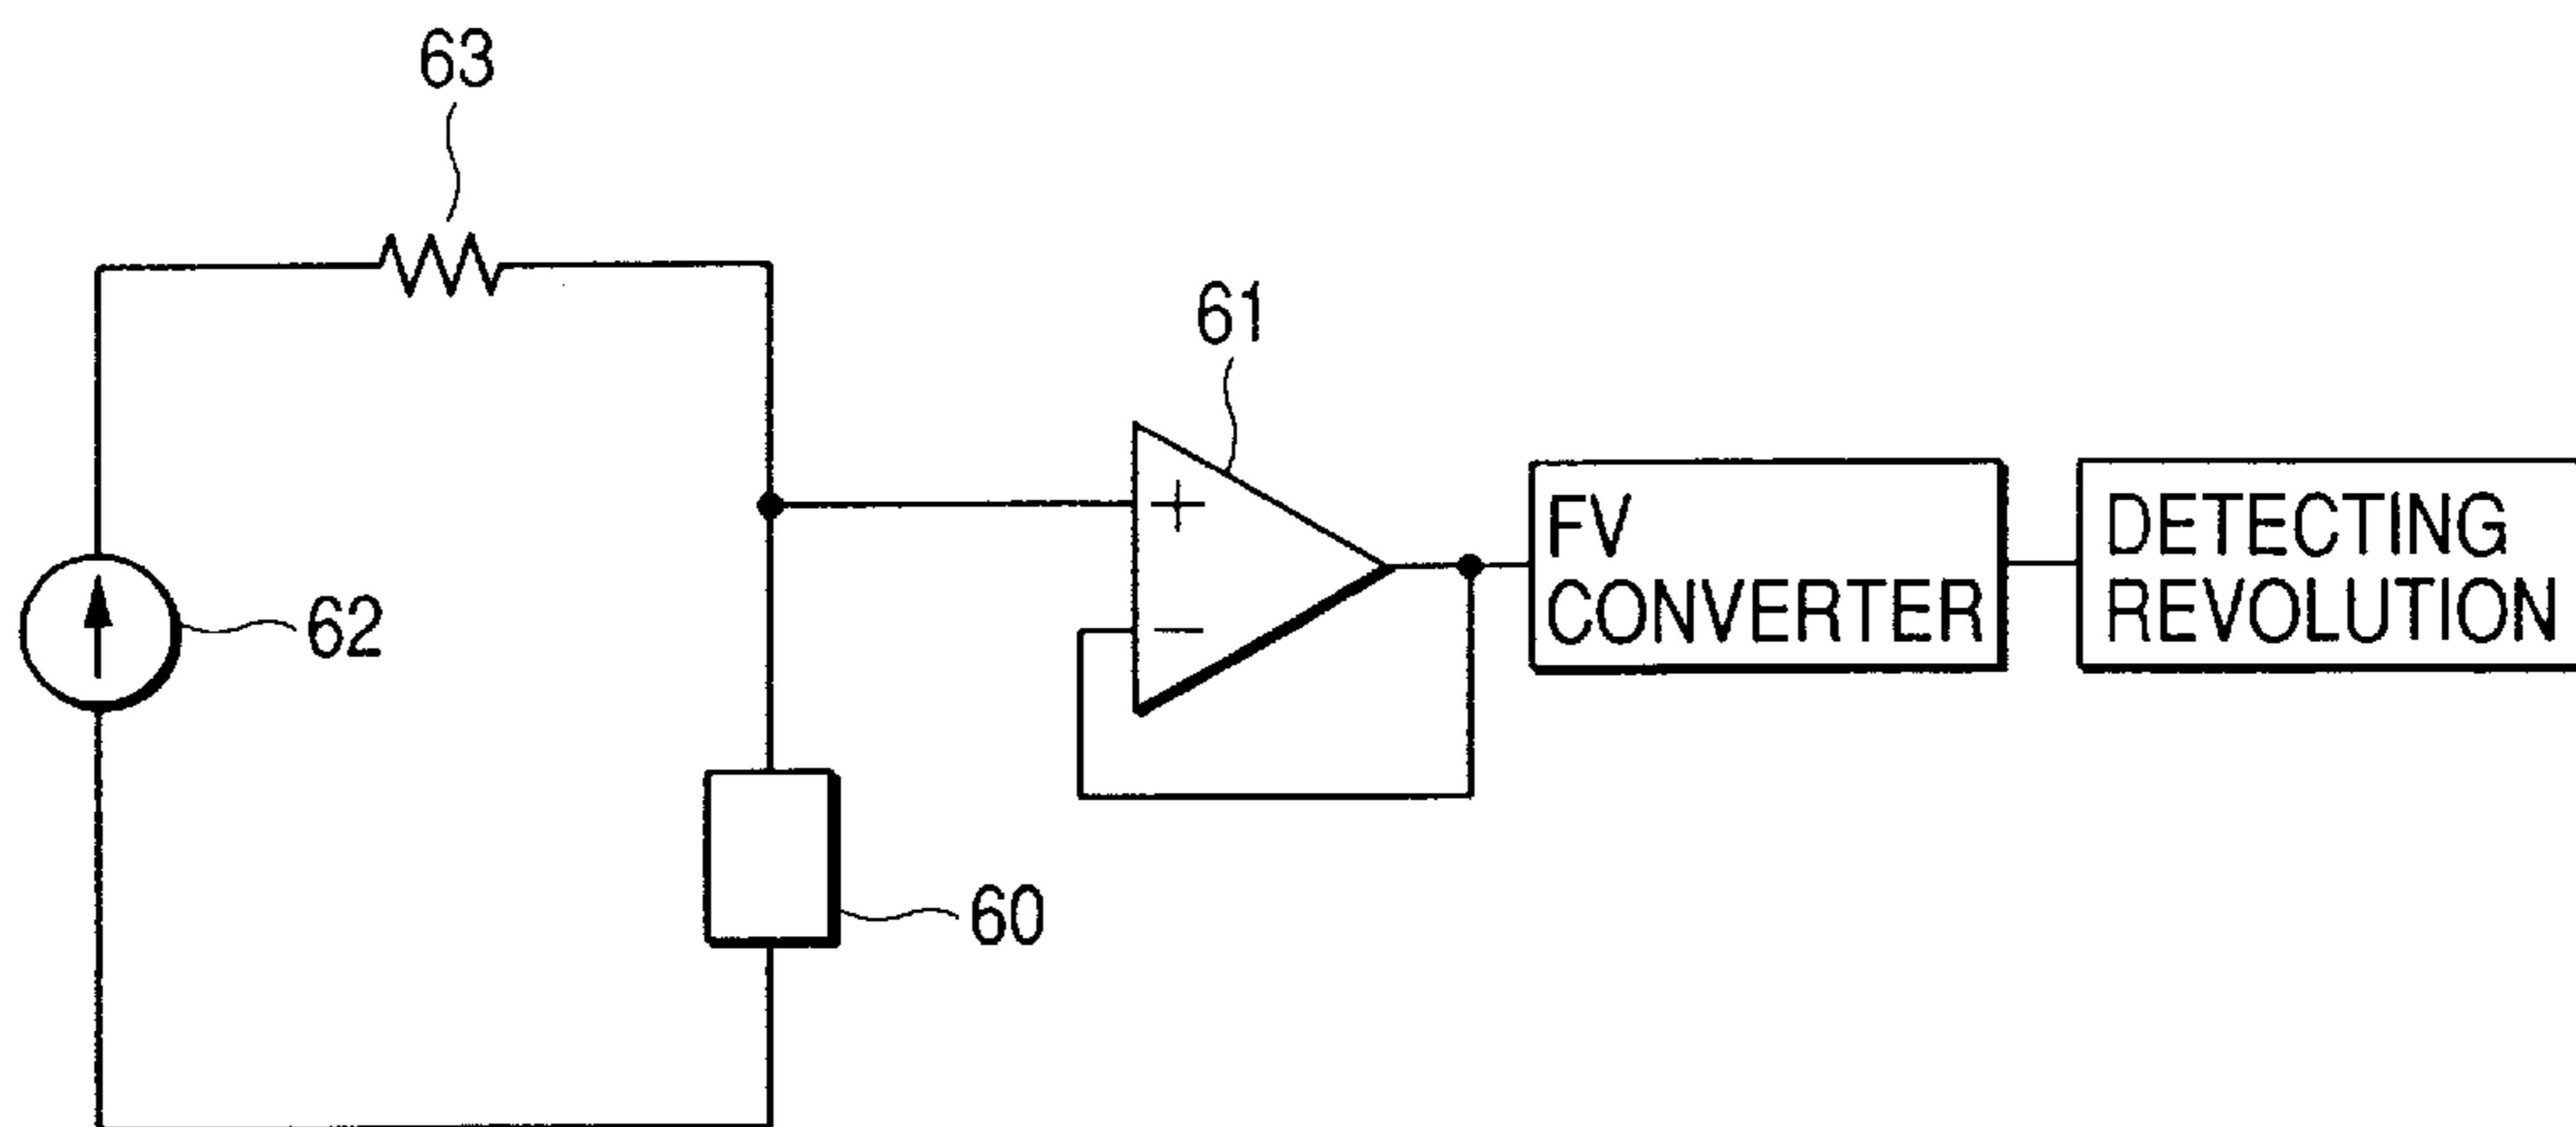 63
61
+
−
FV
CONVERTER
DETECTING
REVOLUTION
62
60